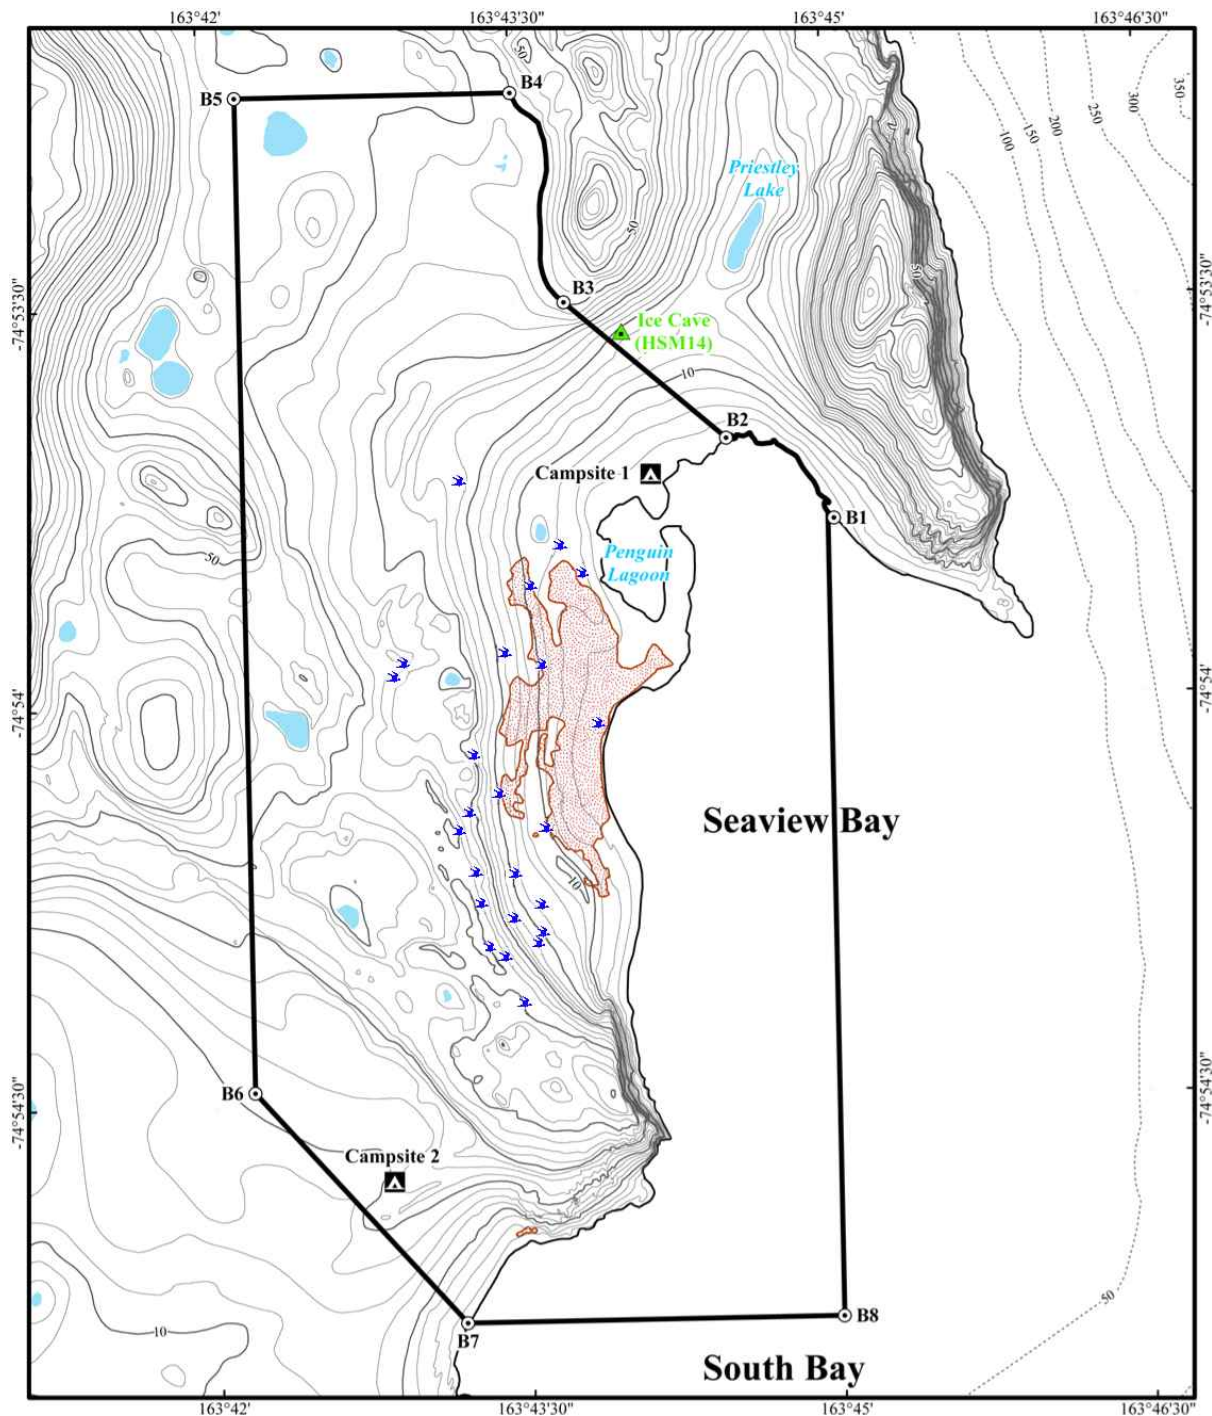 163°42'
163°43'30"
163°45'
163°46'30"
50
B4
B5
350
300
250
200
150
100
Priestley
Lake
50
50
-74°53'30"
-74°53'30"
B3
Ice Cave
(HSM14)
10
B2
Campsite 1
B1
50
Penguin
Lagoon
-74°54'
-74°54'
Seaview Bay
10
B6
-74°54'30"
-74°54'30"
Campsite 2
50
B8
B7
10
South Bay
163°42'
163°43'30"
163°45'
163°46'30"